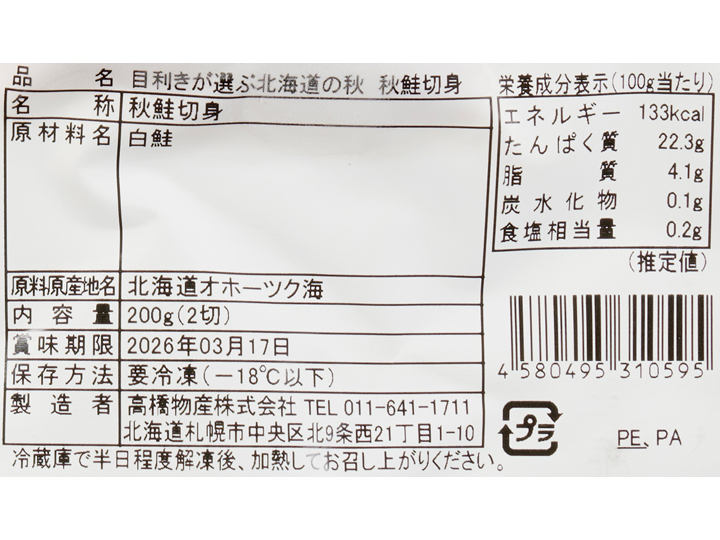 品名 目利きが選ぶ北海道の秋 秋鮭切身
名称 秋鮭切身
原材料名 白鮭
原料原産地名 北海道オホーツク海
内容量 200g(2切)
賞味期限 2026年03月17日
保存方法 要冷凍(−18℃以下)
製造者 高橋物産株式会社 TEL 011-641-1711
北海道札幌市中央区北9条西21丁目1-10
冷蔵庫で半日程度解凍後、加熱してお召し上がりください。
栄養成分表示(100g当たり)
エネルギー 133kcal
たんぱく質 22.3g
脂質 4.1g
炭水化物 0.1g
食塩相当量 0.2g
(推定値)
4 580495 310595
プラ
PE、PA